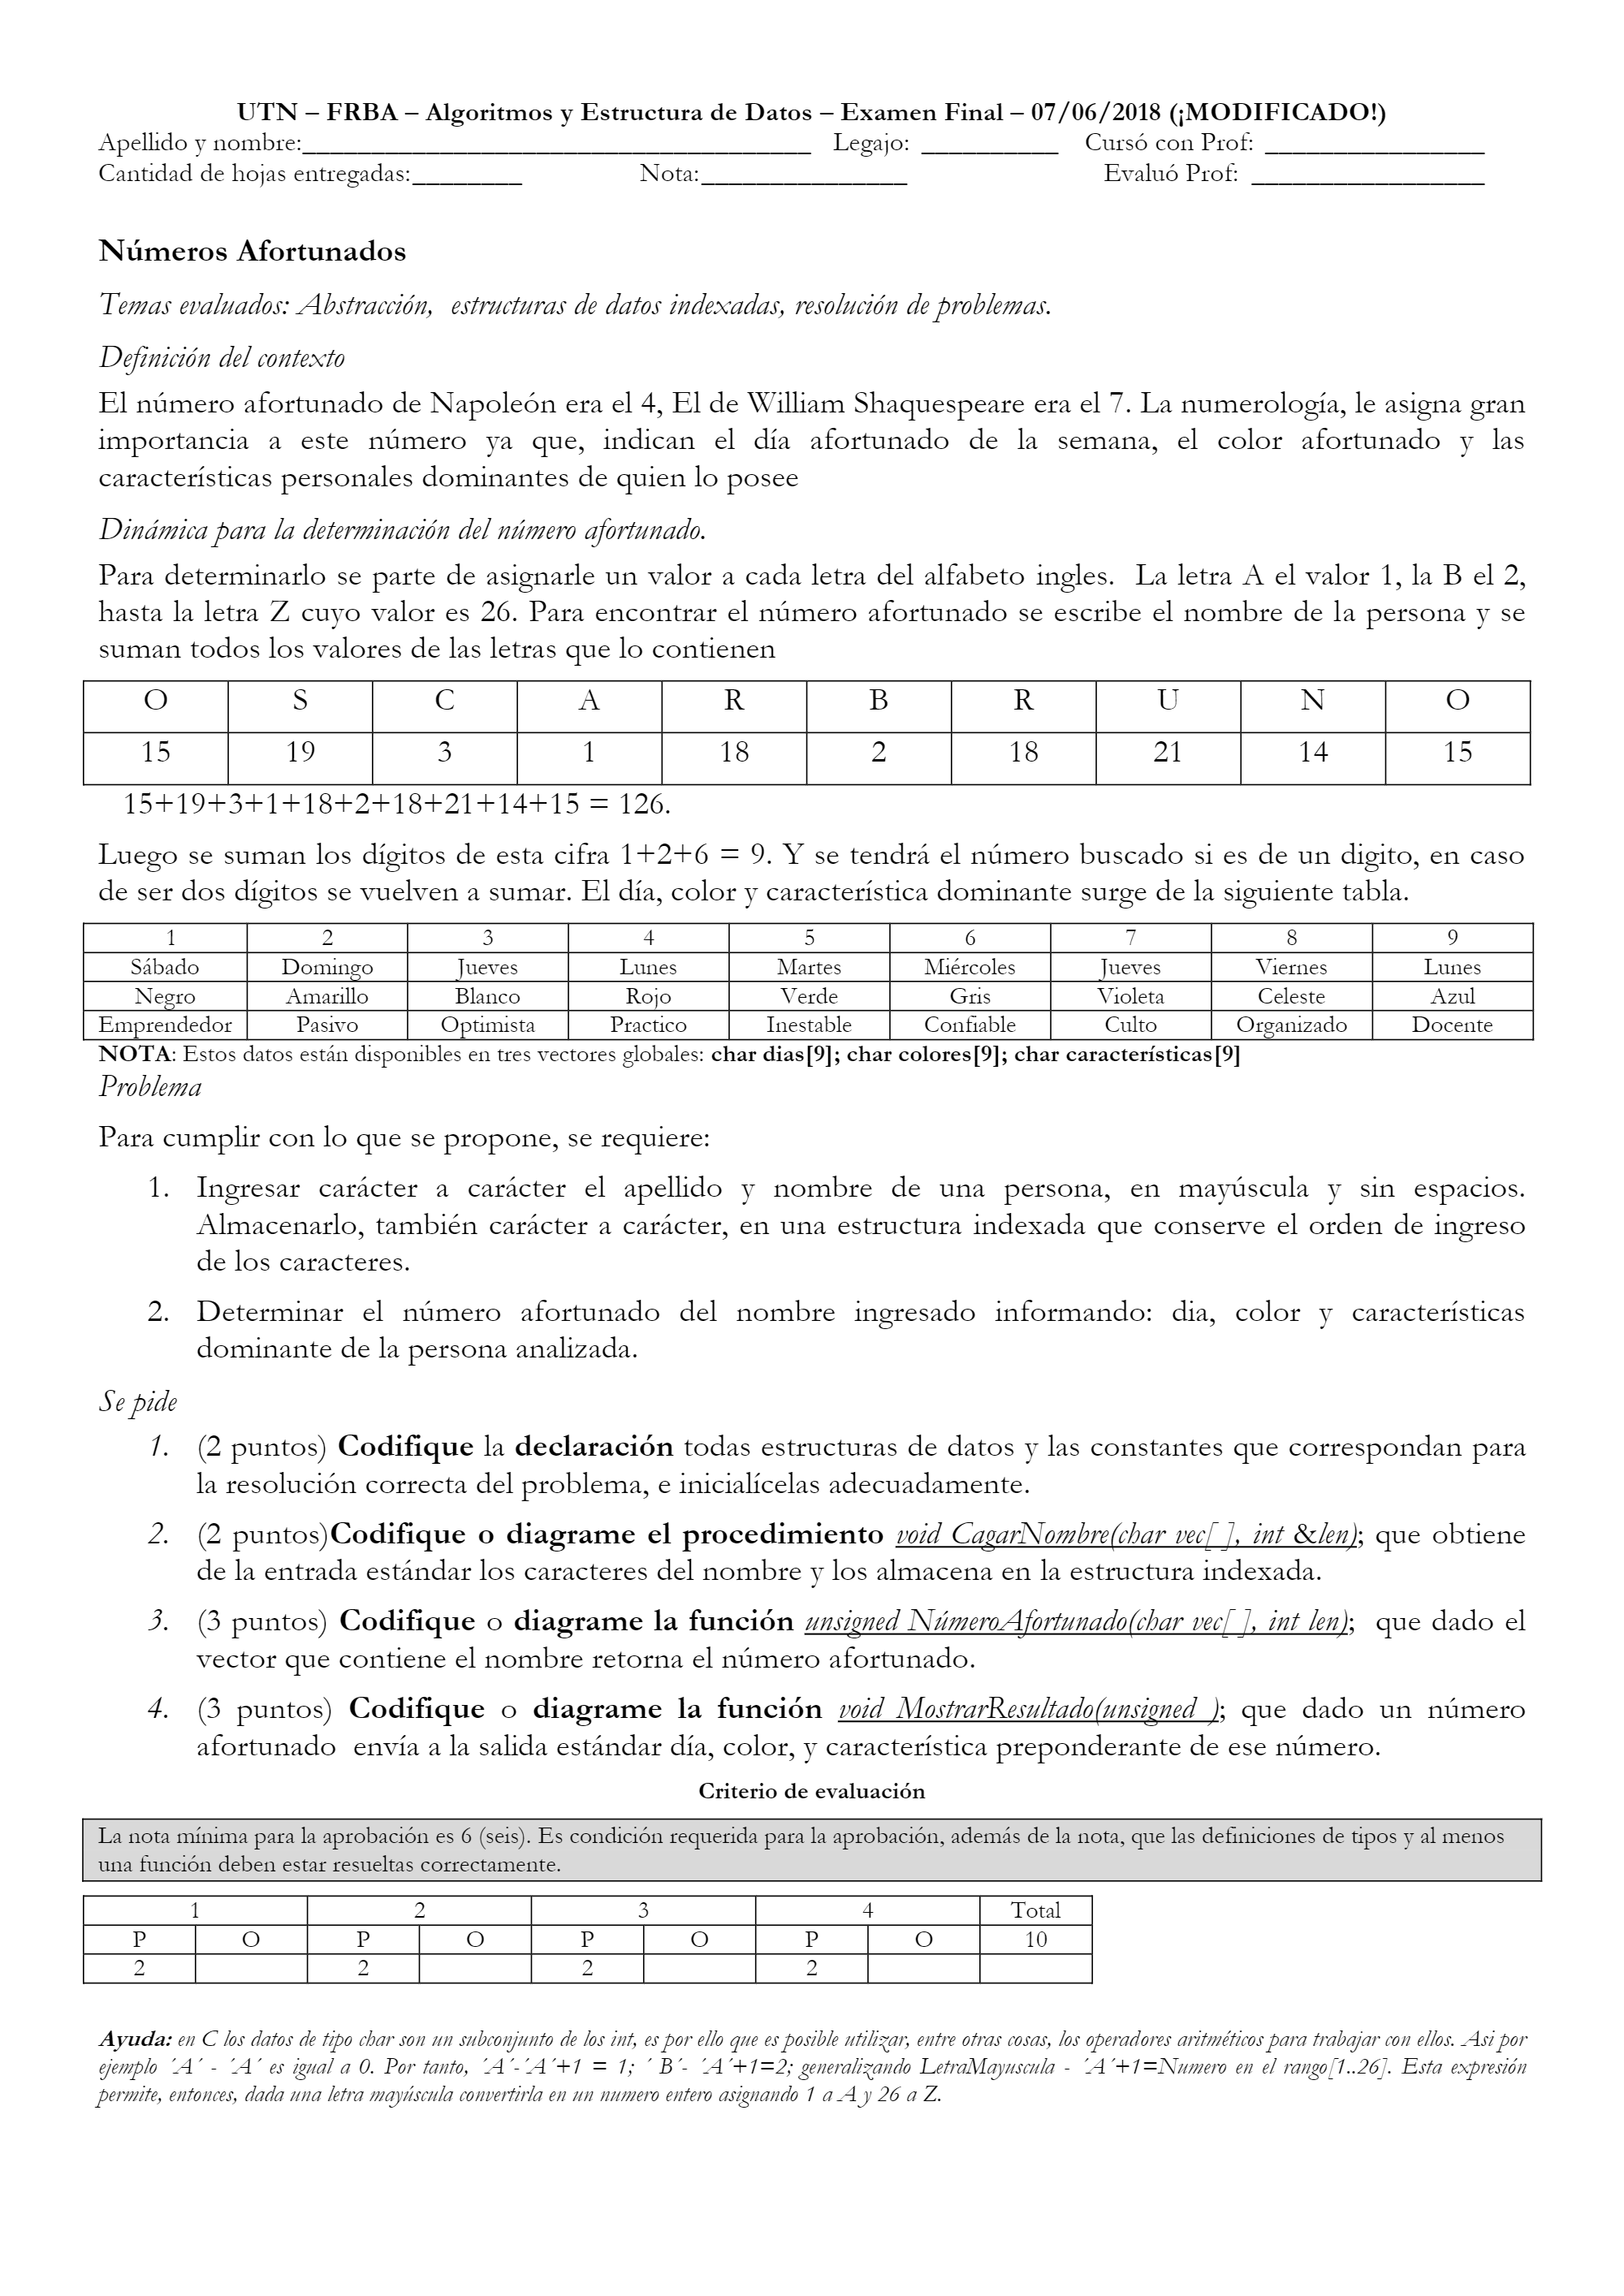 UTN – FRBA – Algoritmos y Estructura de Datos – Examen Final – 07/06/2018 (¡MODIFICADO!)
Apellido y nombre:_____________________________________ Legajo: __________ Cursó con Prof: ________________
Cantidad de hojas entregadas:________ Nota:_______________ Evaluó Prof: _________________
Números Afortunados
Temas evaluados: Abstracción, estructuras de datos indexadas, resolución de problemas.
Definición del contexto
El número afortunado de Napoleón era el 4, El de William Shaquespeare era el 7. La numerología, le asigna gran
importancia a este número ya que, indican el día afortunado de la semana, el color afortunado y las
características personales dominantes de quien lo posee
Dinámica para la determinación del número afortunado.
Para determinarlo se parte de asignarle un valor a cada letra del alfabeto ingles. La letra A el valor 1, la B el 2,
hasta la letra Z cuyo valor es 26. Para encontrar el número afortunado se escribe el nombre de la persona y se
suman todos los valores de las letras que lo contienen
O S C A R B R U N O
15 19 3 1 18 2 18 21 14 15
15+19+3+1+18+2+18+21+14+15 = 126.
Luego se suman los dígitos de esta cifra 1+2+6 = 9. Y se tendrá el número buscado si es de un digito, en caso
de ser dos dígitos se vuelven a sumar. El día, color y característica dominante surge de la siguiente tabla.
1 2 3 4 5 6 7 8 9
Sábado Domingo Jueves Lunes Martes Miércoles Jueves Viernes Lunes
Negro Amarillo Blanco Rojo Verde Gris Violeta Celeste Azul
Emprendedor Pasivo Optimista Practico Inestable Confiable Culto Organizado Docente
NOTA: Estos datos están disponibles en tres vectores globales: char dias[9]; char colores[9]; char características[9]
Problema
Para cumplir con lo que se propone, se requiere:
1. Ingresar carácter a carácter el apellido y nombre de una persona, en mayúscula y sin espacios.
Almacenarlo, también carácter a carácter, en una estructura indexada que conserve el orden de ingreso
de los caracteres.
2. Determinar el número afortunado del nombre ingresado informando: dia, color y características
dominante de la persona analizada.
Se pide
1. (2 puntos) Codifique la declaración todas estructuras de datos y las constantes que correspondan para
la resolución correcta del problema, e inicialícelas adecuadamente.
2. (2 puntos)Codifique o diagrame el procedimiento void CagarNombre(char vec[ ], int &len); que obtiene
de la entrada estándar los caracteres del nombre y los almacena en la estructura indexada.
3. (3 puntos) Codifique o diagrame la función unsigned NúmeroAfortunado(char vec[ ], int len); que dado el
vector que contiene el nombre retorna el número afortunado.
4. (3 puntos) Codifique o diagrame la función void MostrarResultado(unsigned ); que dado un número
afortunado envía a la salida estándar día, color, y característica preponderante de ese número.
Criterio de evaluación
La nota mínima para la aprobación es 6 (seis). Es condición requerida para la aprobación, además de la nota, que las definiciones de tipos y al menos
una función deben estar resueltas correctamente.
1 2 3 4 Total
P O P O P O P O 10
2 2 2 2
Ayuda: en C los datos de tipo char son un subconjunto de los int, es por ello que es posible utilizar, entre otras cosas, los operadores aritméticos para trabajar con ellos. Asi por
ejemplo ´A´ - ´A´ es igual a 0. Por tanto, ´A´-´A´+1 = 1; ´ B´- ´A´+1=2; generalizando LetraMayuscula - ´A´+1=Numero en el rango[1..26]. Esta expresión
permite, entonces, dada una letra mayúscula convertirla en un numero entero asignando 1 a A y 26 a Z.